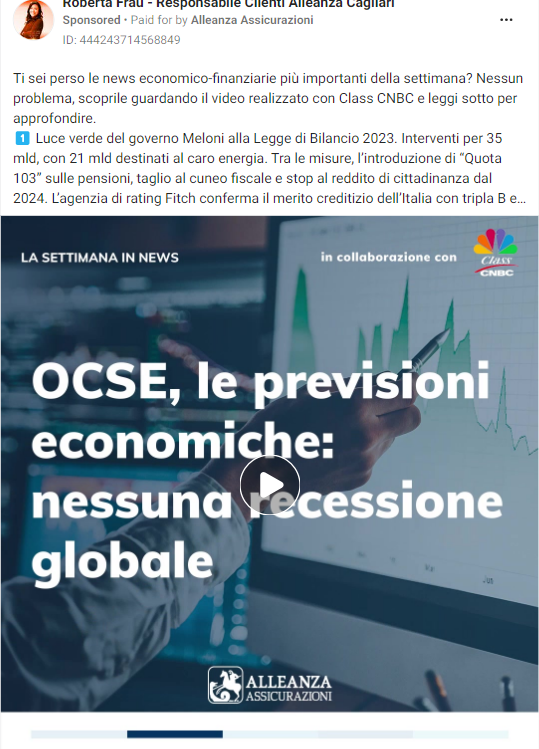 Roberta Frau - Responsabile Clienti Alleanza Cagliari
Sponsored • Paid for by Alleanza Assicurazioni
ID: 444243714568849
Ti sei perso le news economico-finanziarie più importanti della settimana? Nessun
problema, scoprile guardando il video realizzato con Class CNBC e leggi sotto per
approfondire.
1️⃣ Luce verde del governo Meloni alla Legge di Bilancio 2023. Interventi per 35
mld, con 21 mld destinati al caro energia. Tra le misure, l’introduzione di “Quota
103” sulle pensioni, taglio al cuneo fiscale e stop al reddito di cittadinanza dal
2024. L’agenzia di rating Fitch conferma il merito creditizio dell’Italia con tripla B e...
LA SETTIMANA IN NEWS
in collaborazione con
Class
CNBC
OCSE, le previsioni
economiche:
nessuna recessione
globale
ALLEANZA
ASSICURAZIONI